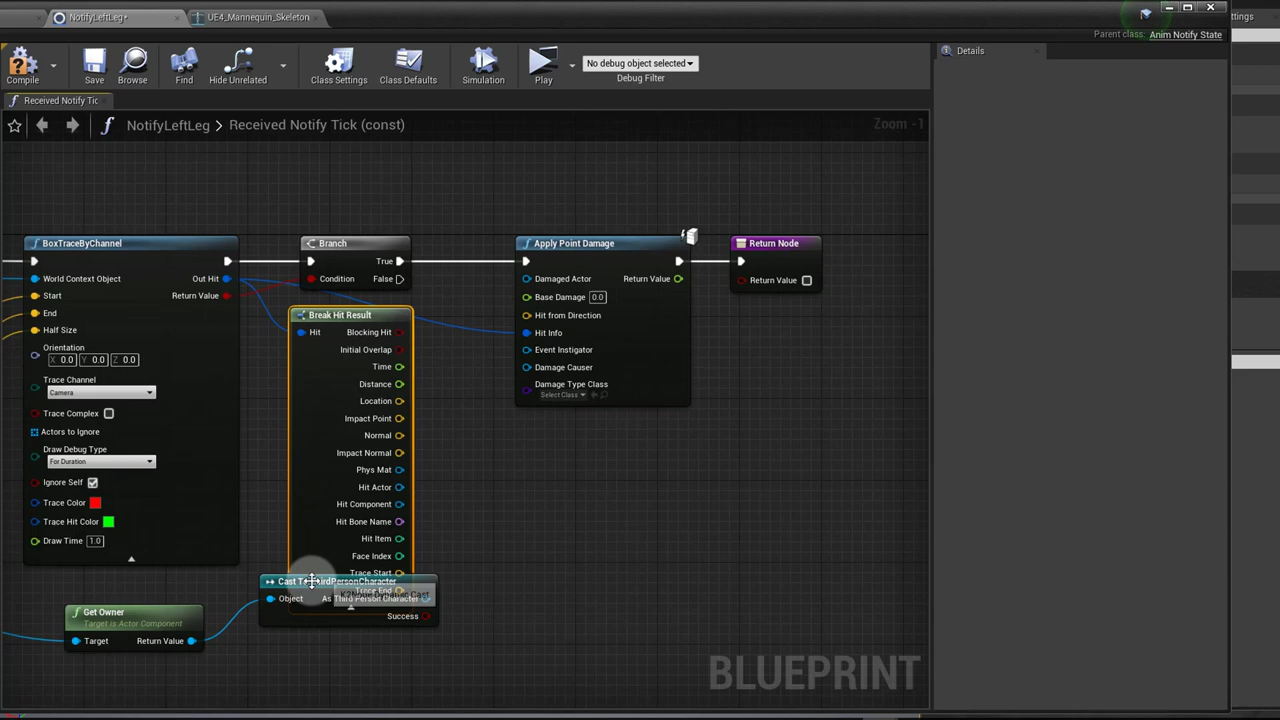 NotifyLeftLeg*
UE4_Mannequin_Skeleton
ttings
Parent class: Anim Notify State
Compile
Save
Browse
Find
Hide Unrelated
Class Settings
Class Defaults
Simulation
Play
No debug object selected
Debug Filter
Details
Received Notify Tic
NotifyLeftLeg > Received Notify Tick (const)
Zoom -1
BoxTraceByChannel
World Context Object
Out Hit
Start
Return Value
End
Half Size
Orientation
X 0.0 Y 0.0 Z 0.0
Trace Channel
Camera
Trace Complex
Actors to Ignore
Draw Debug Type
For Duration
Ignore Self
Trace Color
Trace Hit Color
Draw Time 1.0
Branch
True
Condition
False
Break Hit Result
Hit
Blocking Hit
Initial Overlap
Time
Distance
Location
Impact Point
Normal
Impact Normal
Phys Mat
Hit Actor
Hit Component
Hit Bone Name
Hit Item
Face Index
Trace Start
Trace End
Apply Point Damage
Damaged Actor
Return Value
Base Damage 0.0
Hit from Direction
Hit Info
Event Instigator
Damage Causer
Damage Type Class
Select Class
Return Node
Return Value
Get Owner
Target is Actor Component
Target
Return Value
Cast To ThirdPersonCharacter
Object
As Third Person Character
Success
BLUEPRINT